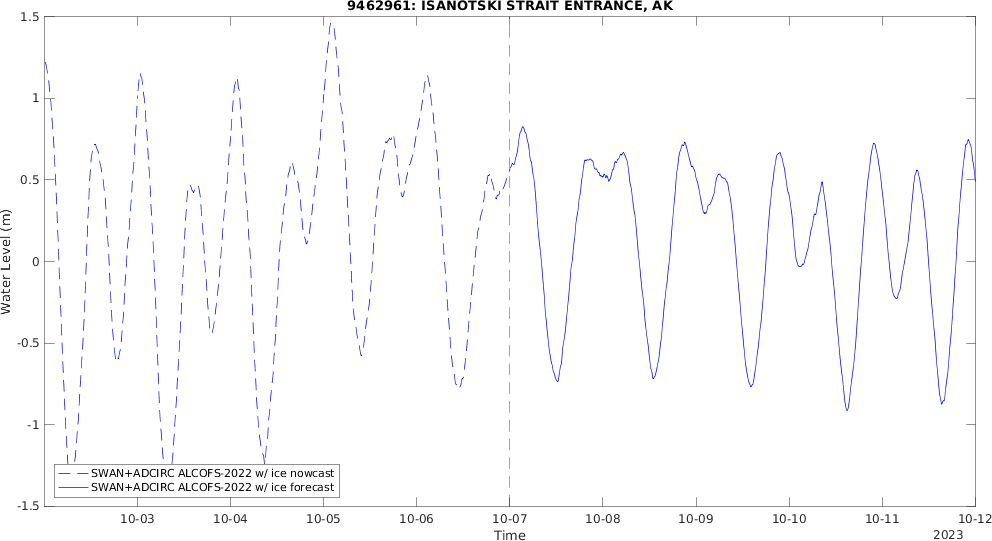 9462961: ISANOTSKI STRAIT ENTRANCE, AK
1.5
1
0.5
0
-0.5
-1
-1.5
Water Level (m)
SWAN+ADCIRC ALCOFS-2022 w/ ice nowcast
SWAN+ADCIRC ALCOFS-2022 w/ ice forecast
10-03 10-04 10-05 10-06 10-07 10-08 10-09 10-10 10-11 10-12
Time
2023